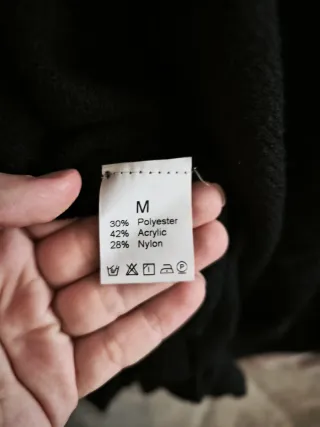 M
30% Polyester
42% Acrylic
28% Nylon